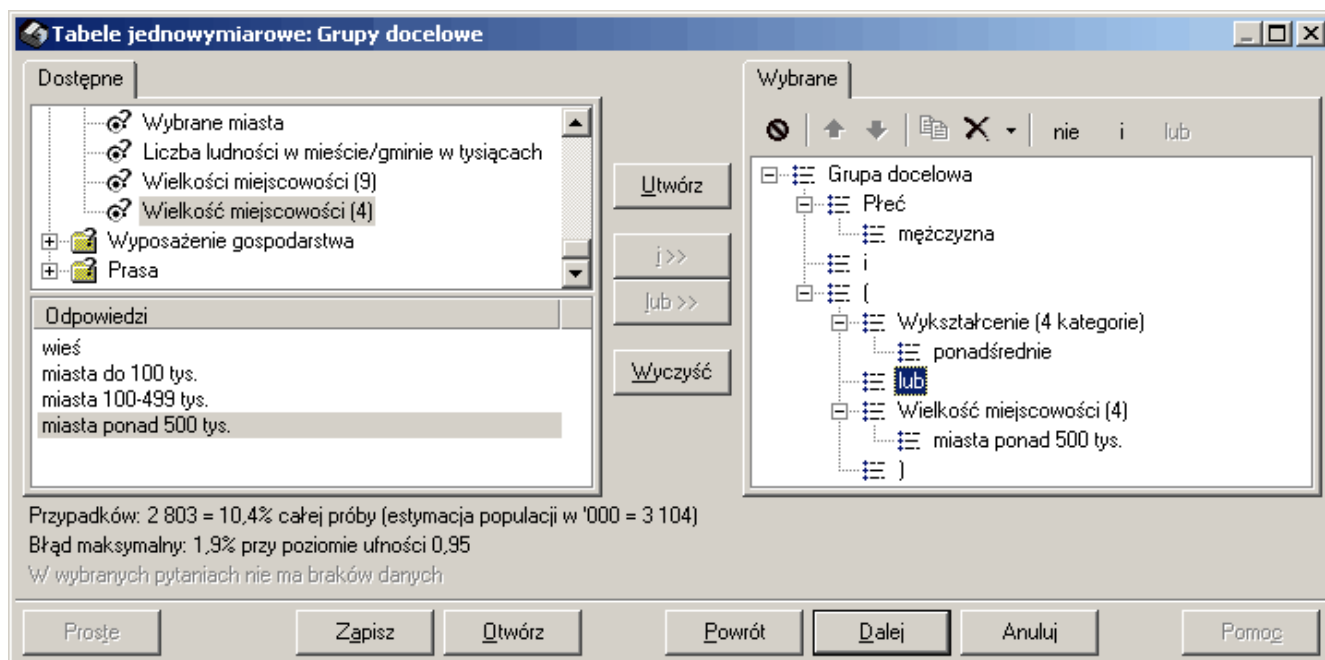 Tabele jednowymiarowe: Grupy docelowe
Dostępne
Wybrane miasta
Liczba ludności w mieście/gminie w tysiącach
Wielkości miejscowości (9)
Wielkość miejscowości (4)
Wyposażenie gospodarstwa
Prasa
Odpowiedzi
wieś
miasta do 100 tys.
miasta 100-499 tys.
miasta ponad 500 tys.
Utwórz
i >>
lub >>
Wyczyść
Wybrane
nie i lub
Grupa docelowa
Płeć
mężczyzna
i
(
Wykształcenie (4 kategorie)
ponadśrednie
lub
Wielkość miejscowości (4)
miasta ponad 500 tys.
)
Przypadków: 2 803 = 10,4% całej próby (estymacja populacji w '000 = 3 104)
Błąd maksymalny: 1,9% przy poziomie ufności 0,95
W wybranych pytaniach nie ma braków danych
Proste Zapisz Otwórz Powrót Dalej Anuluj Pomoc